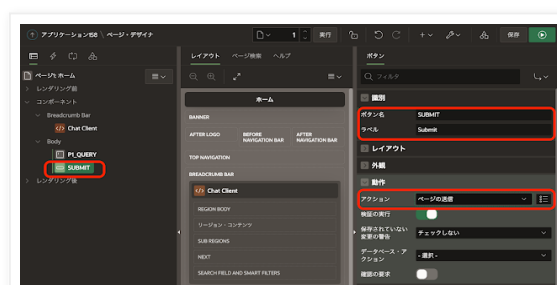 アプリケーション158 \ ページ・デザイナ
1
実行
保存
ページ1: ホーム
レンダリング前
コンポーネント
Breadcrumb Bar
Chat Client
Body
P1_QUERY
SUBMIT
レンダリング後
レイアウト ページ検索 ヘルプ
ホーム
BANNER
AFTER LOGO
BEFORE NAVIGATION BAR
AFTER NAVIGATION BAR
TOP NAVIGATION
BREADCRUMB BAR
Chat Client
REGION BODY
リージョン・コンテンツ
SUB REGIONS
NEXT
SEARCH FIELD AND SMART FILTERS
ボタン
フィルタ
識別
ボタン名 SUBMIT
ラベル Submit
レイアウト
外観
動作
アクション ページの送信
検証の実行
保存されていない
変更の警告 チェックしない
データベース・ア
クション - 選択 -
確認の要求